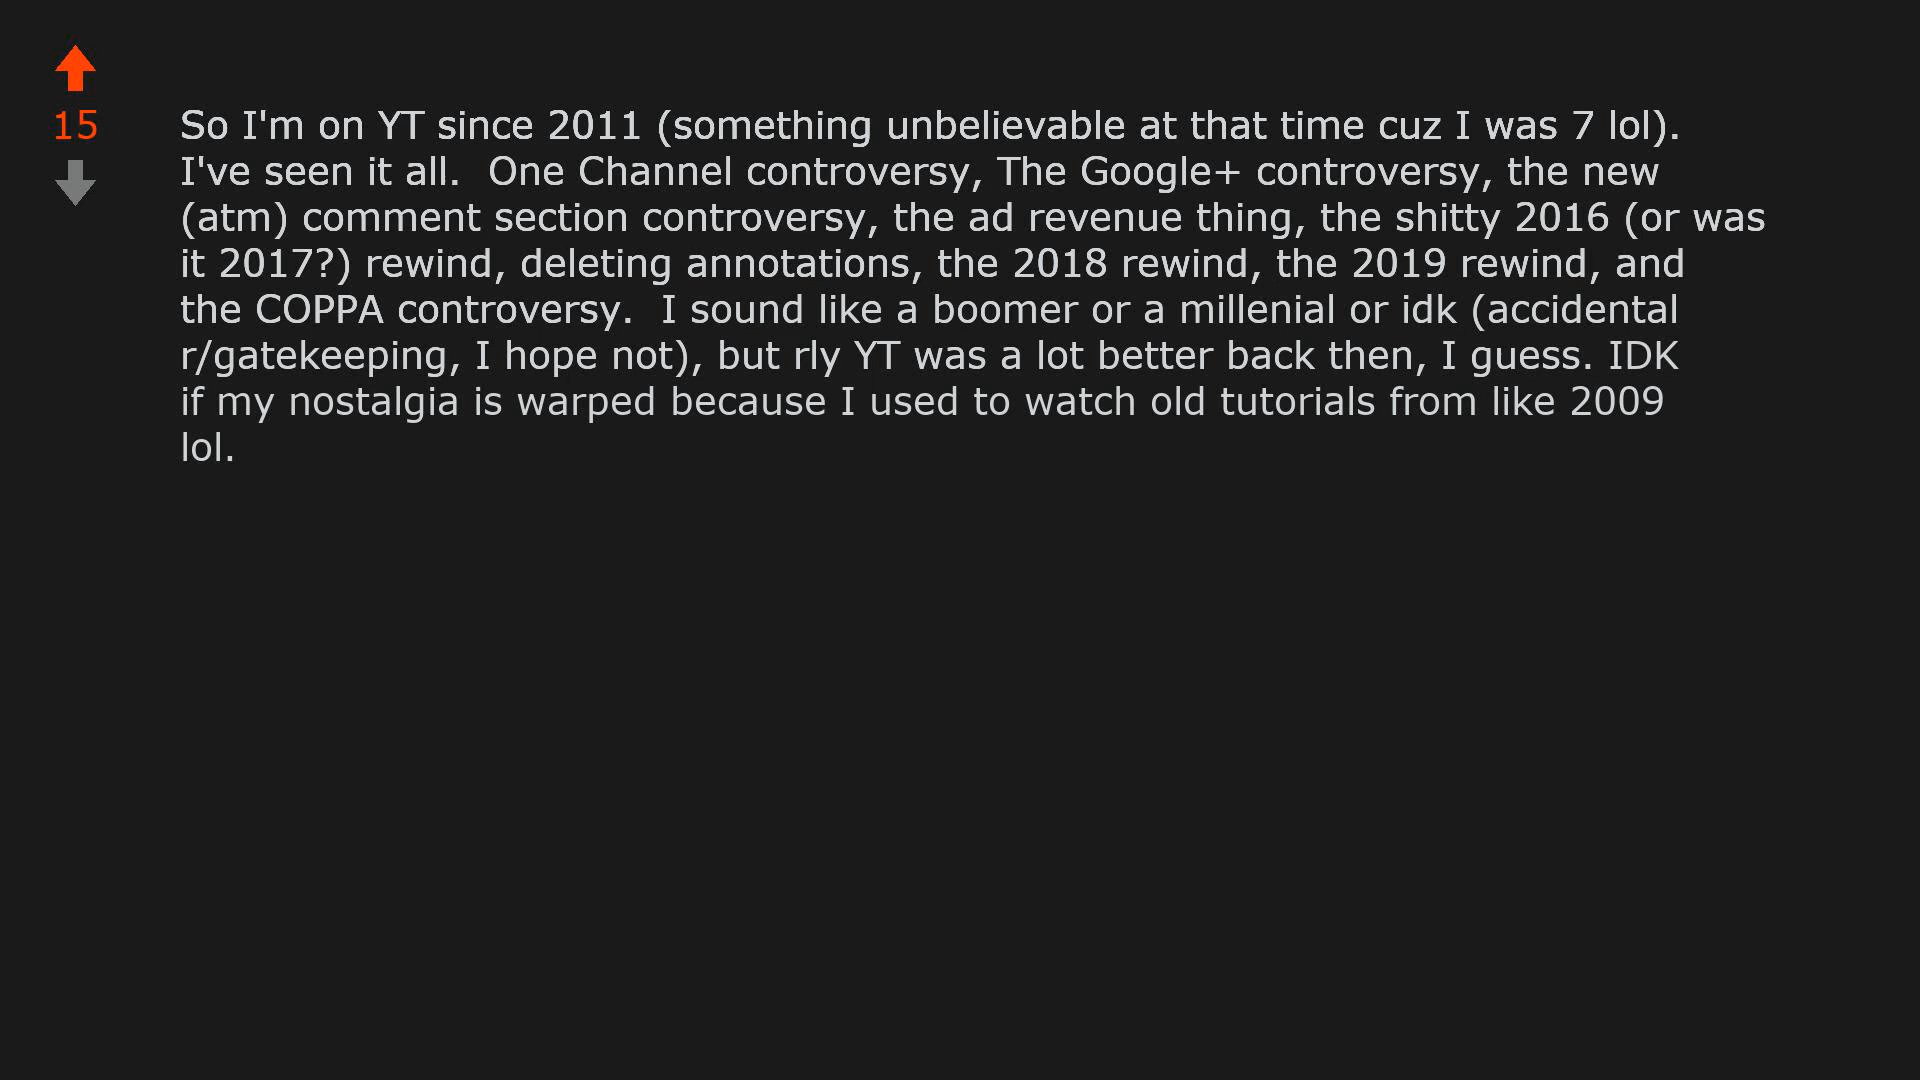 15
So I'm on YT since 2011 (something unbelievable at that time cuz I was 7 lol).
I've seen it all.  One Channel controversy, The Google+ controversy, the new
(atm) comment section controversy, the ad revenue thing, the shitty 2016 (or was
it 2017?) rewind, deleting annotations, the 2018 rewind, the 2019 rewind, and
the COPPA controversy.  I sound like a boomer or a millenial or idk (accidental
r/gatekeeping, I hope not), but rly YT was a lot better back then, I guess. IDK
if my nostalgia is warped because I used to watch old tutorials from like 2009
lol.